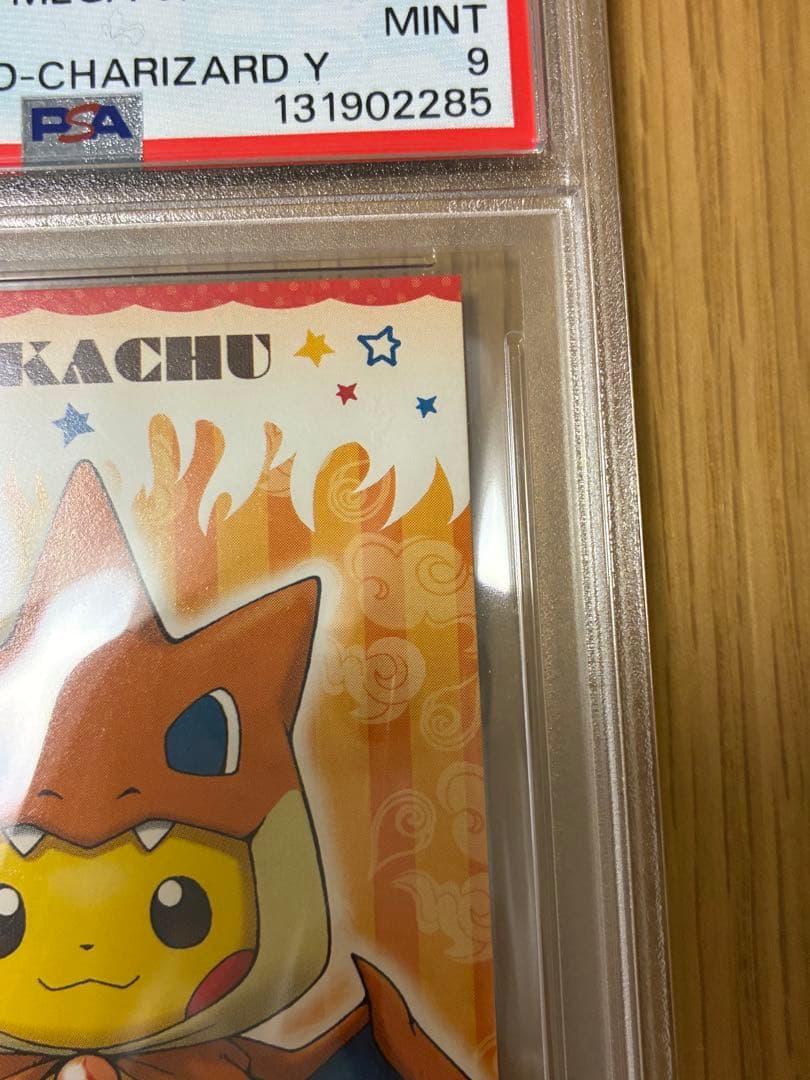 MINT
D-CHARIZARD Y 9
PSA 131902285
KACHU